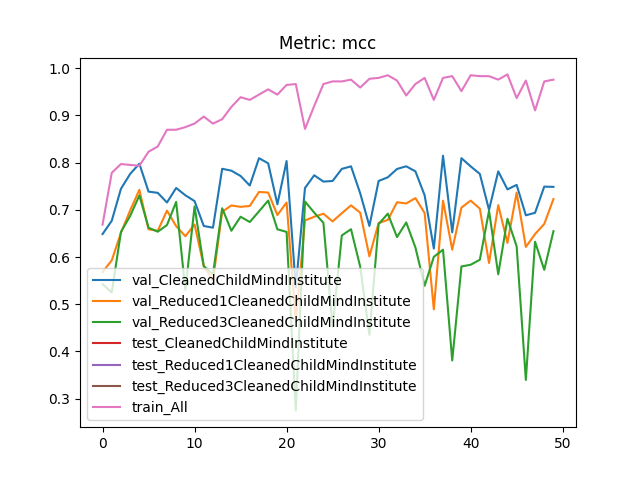 Metric: mcc
1.0
0.9
0.8
0.7
0.6
0.5
0.4
0.3
val_CleanedChildMindInstitute
val_Reduced1CleanedChildMindInstitute
val_Reduced3CleanedChildMindInstitute
test_CleanedChildMindInstitute
test_Reduced1CleanedChildMindInstitute
test_Reduced3CleanedChildMindInstitute
train_All
0
10
20
30
40
50